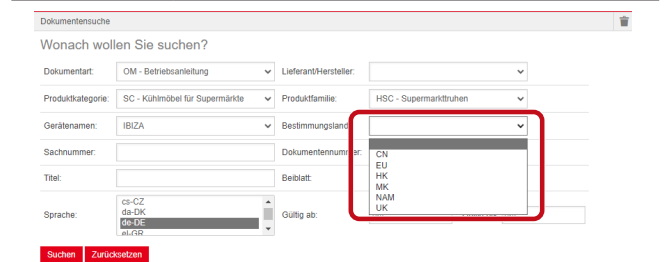 Dokumentensuche
Wonach wollen Sie suchen?
Dokumentart: OM - Betriebsanleitung Lieferant/Hersteller:
Produktkategorie: SC - Kühlmöbel für Supermärkte Produktfamilie: HSC - Supermarkttruhen
Gerätenamen: IBIZA Bestimmungsland
Sachnummer: Dokumentennummer:
CN
EU
Titel: Beiblatt:
HK
MK
NAM
UK
Sprache: cs-CZ
da-DK
de-DE
el-GR
Gültig ab:
Suchen Zurücksetzen